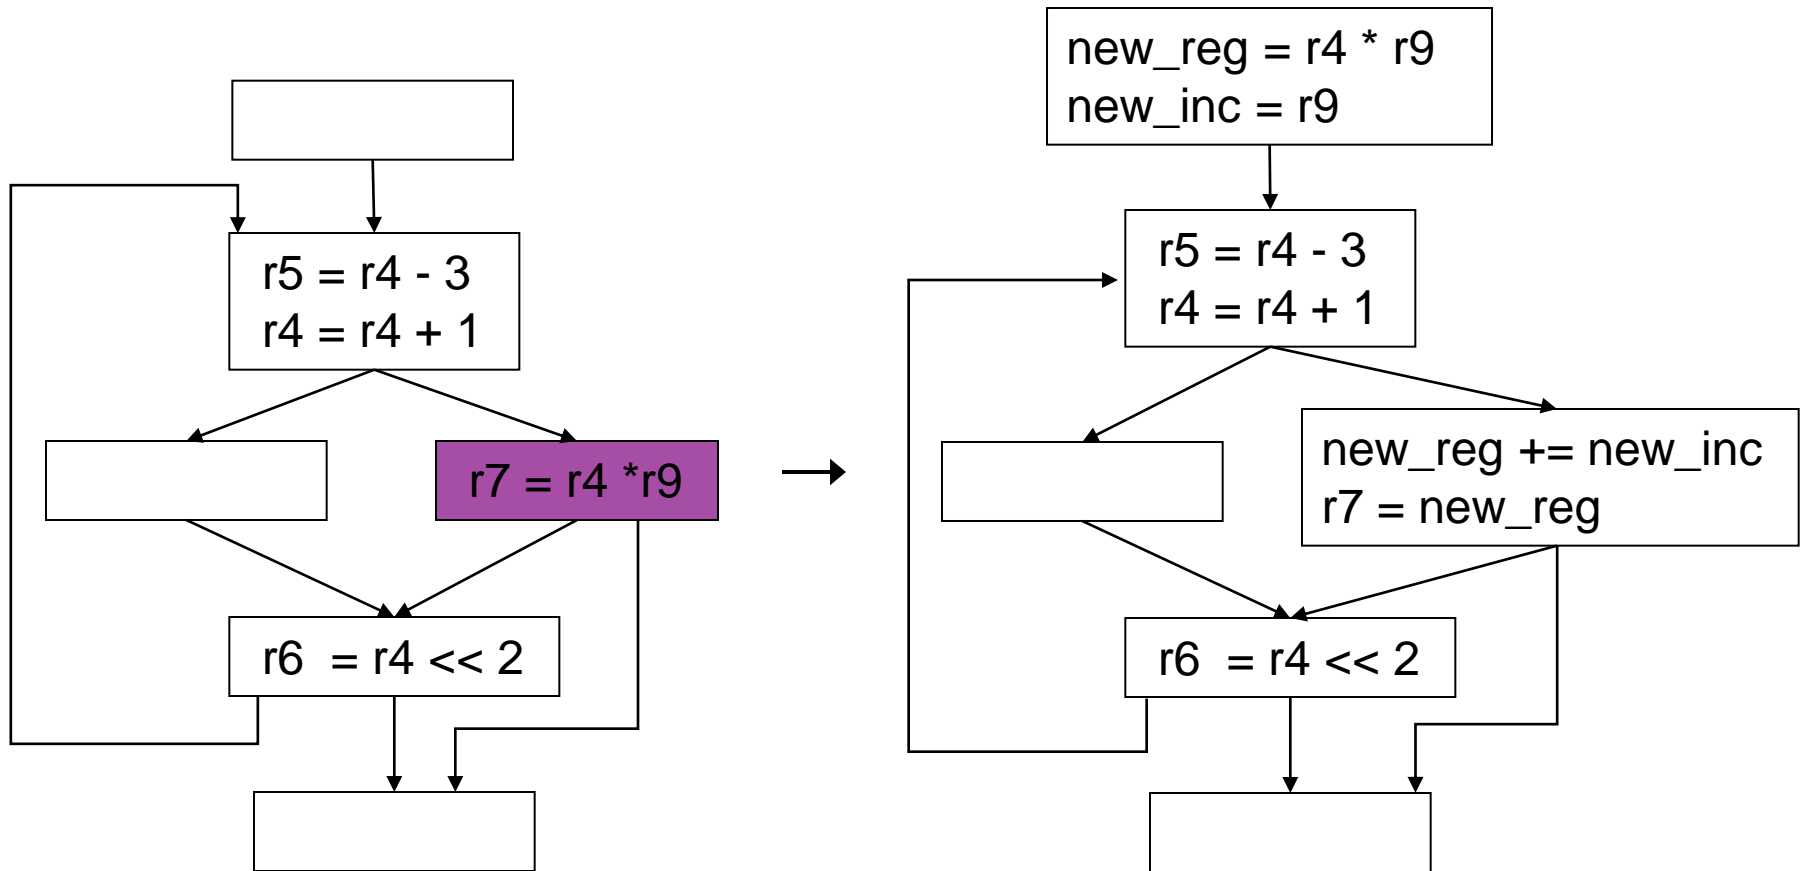 r5 = r4 - 3
r4 = r4 + 1
r7 = r4 *r9
r6 = r4 << 2
new_reg = r4 * r9
new_inc = r9
r5 = r4 - 3
r4 = r4 + 1
new_reg += new_inc
r7 = new_reg
r6 = r4 << 2